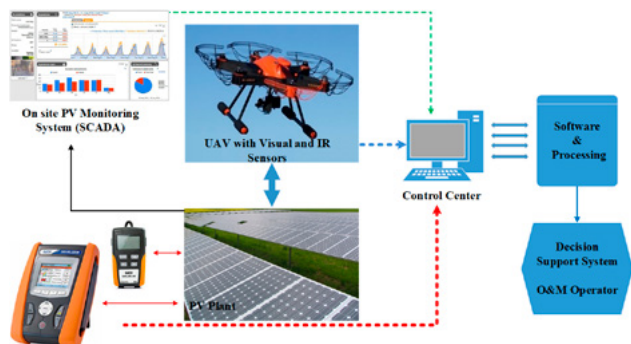 On site PV Monitoring
System (SCADA)
UAV with Visual and IR
Sensors
Control Center
Software
&
Processing
PV Plant
Decision
Support System
O&M Operator